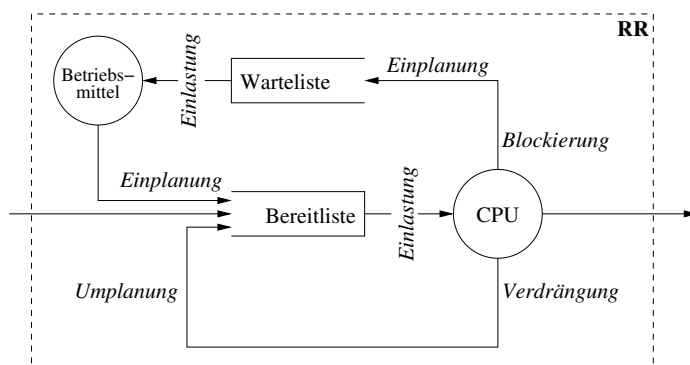 RR
Betriebs-
mittel
Einlastung
Warteliste
Einplanung
Blockierung
Einplanung
Bereitliste
Einlastung
CPU
Umplanung
Verdrängung